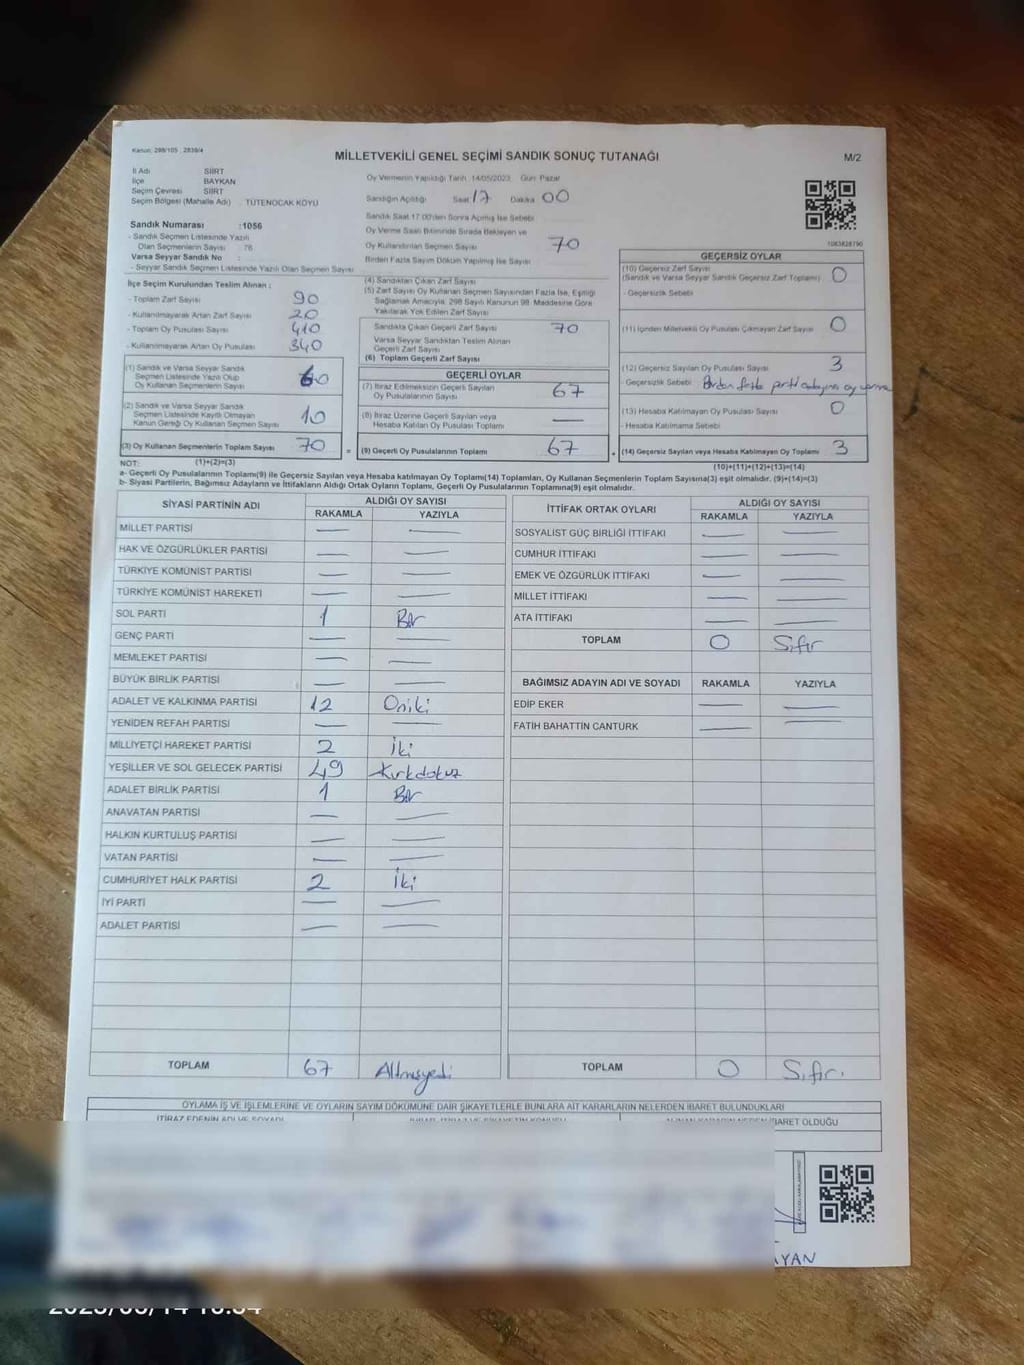 Kanun: 298/105 ; 2839/4
MİLLETVEKİLİ GENEL SEÇİMİ SANDIK SONUÇ TUTANAĞI
M/2
İl Adı SİİRT
İlçe BAYKAN
Seçim Çevresi SİİRT
Seçim Bölgesi (Mahalle Adı) : TÜTENOCAK KÖYÜ
Sandık Numarası :1056
- Sandık Seçmen Listesinde Yazılı
Olan Seçmenlerin Sayısı : 76
Varsa Seyyar Sandık No :
- Seyyar Sandık Seçmen Listesinde Yazılı Olan Seçmen Sayısı
İlçe Seçim Kurulundan Teslim Alınan ;
- Toplam Zarf Sayısı 90
- Kullanılmayarak Artan Zarf Sayısı 20
- Toplam Oy Pusulası Sayısı 410
- Kullanılmayarak Artan Oy Pusulası 340
(1) Sandık ve Varsa Seyyar Sandık
Seçmen Listesinde Yazılı Olup
Oy Kullanan Seçmenlerin Sayısı 60
(2) Sandık ve Varsa Seyyar Sandık
Seçmen Listesinde Kayıtlı Olmayan
Kanun Gereği Oy Kullanan Seçmen Sayısı 10
(3) Oy Kullanan Seçmenlerin Toplam Sayısı 70
Oy Vermenin Yapıldığı Tarih :14/05/2023 Gün: Pazar
Sandığın Açıldığı Saat 17 Dakika 00
Sandık Saat 17:00'den Sonra Açılmış İse Sebebi
Oy Verme Saati Bitiminde Sırada Bekleyen ve
Oy Kullandırılan Seçmen Sayısı 70
Birden Fazla Sayım Döküm Yapılmış İse Sayısı
(4) Sandıktan Çıkan Zarf Sayısı
(5) Zarf Sayısı Oy Kullanan Seçmen Sayısından Fazla İse, Eşitliği
Sağlamak Amacıyla; 298 Sayılı Kanunun 98. Maddesine Göre
Yakılarak Yok Edilen Zarf Sayısı
Sandıkta Çıkan Geçerli Zarf Sayısı 70
Varsa Seyyar Sandıktan Teslim Alınan
Geçerli Zarf Sayısı
(6) Toplam Geçerli Zarf Sayısı
GEÇERLİ OYLAR
(7) İtiraz Edilmeksizin Geçerli Sayılan
Oy Pusulalarının Sayısı 67
(8) İtiraz Üzerine Geçerli Sayılan veya
Hesaba Katılan Oy Pusulaları Toplamı —
= (9) Geçerli Oy Pusulalarının Toplamı 67
1063828790
GEÇERSİZ OYLAR
(10) Geçersiz Zarf Sayısı
(Sandık ve Varsa Seyyar Sandık Geçersiz Zarf Toplamı) 0
- Geçersizlik Sebebi
(11) İçinden Milletvekili Oy Pusulası Çıkmayan Zarf Sayısı 0
(12) Geçersiz Sayılan Oy Pusulası Sayısı 3
- Geçersizlik Sebebi Birden fazla parti adayına oy verme
(13) Hesaba Katılmayan Oy Pusulası Sayısı 0
- Hesaba Katılmama Sebebi
+ (14) Geçersiz Sayılan veya Hesaba Katılmayan Oy Toplamı 3
NOT: (1)+(2)=(3)
(10)+(11)+(12)+(13)=(14)
a- Geçerli Oy Pusulalarının Toplamı(9) ile Geçersiz Sayılan veya Hesaba katılmayan Oy Toplamı(14) Toplamları, Oy Kullanan Seçmenlerin Toplam Sayısına(3) eşit olmalıdır. (9)+(14)=(3)
b- Siyasi Partilerin, Bağımsız Adayların ve İttifakların Aldığı Ortak Oyların Toplamı, Geçerli Oy Pusulalarının Toplamına(9) eşit olmalıdır.
SİYASİ PARTİNİN ADI ALDIĞI OY SAYISI
RAKAMLA YAZIYLA
MİLLET PARTİSİ — —
HAK VE ÖZGÜRLÜKLER PARTİSİ — —
TÜRKİYE KOMÜNİST PARTİSİ — —
TÜRKİYE KOMÜNİST HAREKETİ — —
SOL PARTİ 1 Bir
GENÇ PARTİ — —
MEMLEKET PARTİSİ — —
BÜYÜK BİRLİK PARTİSİ — —
ADALET VE KALKINMA PARTİSİ 12 Oniki
YENİDEN REFAH PARTİSİ — —
MİLLİYETÇİ HAREKET PARTİSİ 2 İki
YEŞİLLER VE SOL GELECEK PARTİSİ 49 Kırkdokuz
ADALET BİRLİK PARTİSİ 1 Bir
ANAVATAN PARTİSİ — —
HALKIN KURTULUŞ PARTİSİ — —
VATAN PARTİSİ — —
CUMHURİYET HALK PARTİSİ 2 İki
İYİ PARTİ — —
ADALET PARTİSİ — —
TOPLAM 67 Altmışyedi
İTTİFAK ORTAK OYLARI ALDIĞI OY SAYISI
RAKAMLA YAZIYLA
SOSYALİST GÜÇ BİRLİĞİ İTTİFAKI — —
CUMHUR İTTİFAKI — —
EMEK VE ÖZGÜRLÜK İTTİFAKI — —
MİLLET İTTİFAKI — —
ATA İTTİFAKI — —
TOPLAM 0 Sıfır
BAĞIMSIZ ADAYIN ADI VE SOYADI RAKAMLA YAZIYLA
EDİP EKER — —
FATİH BAHATTİN CANTÜRK — —
TOPLAM 0 Sıfır.
OYLAMA İŞ VE İŞLEMLERİNE VE OYLARIN SAYIM DÖKÜMÜNE DAİR ŞİKAYETLERLE BUNLARA AİT KARARLARIN NELERDEN İBARET BULUNDUKLARI
İTİRAZ EDENİN ADI VE SOYADI
İBARET OLDUĞU
AYAN